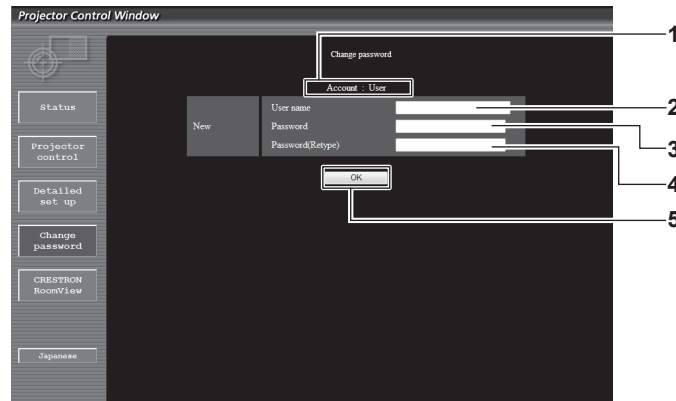 Projector Control Window
1
Change password
Account : User
Status
User name
2
New
Password
3
Projector
control
Password(Retype)
4
OK
Detailed
set up
5
Change
password
CRESTRON
RoomView
Japanese